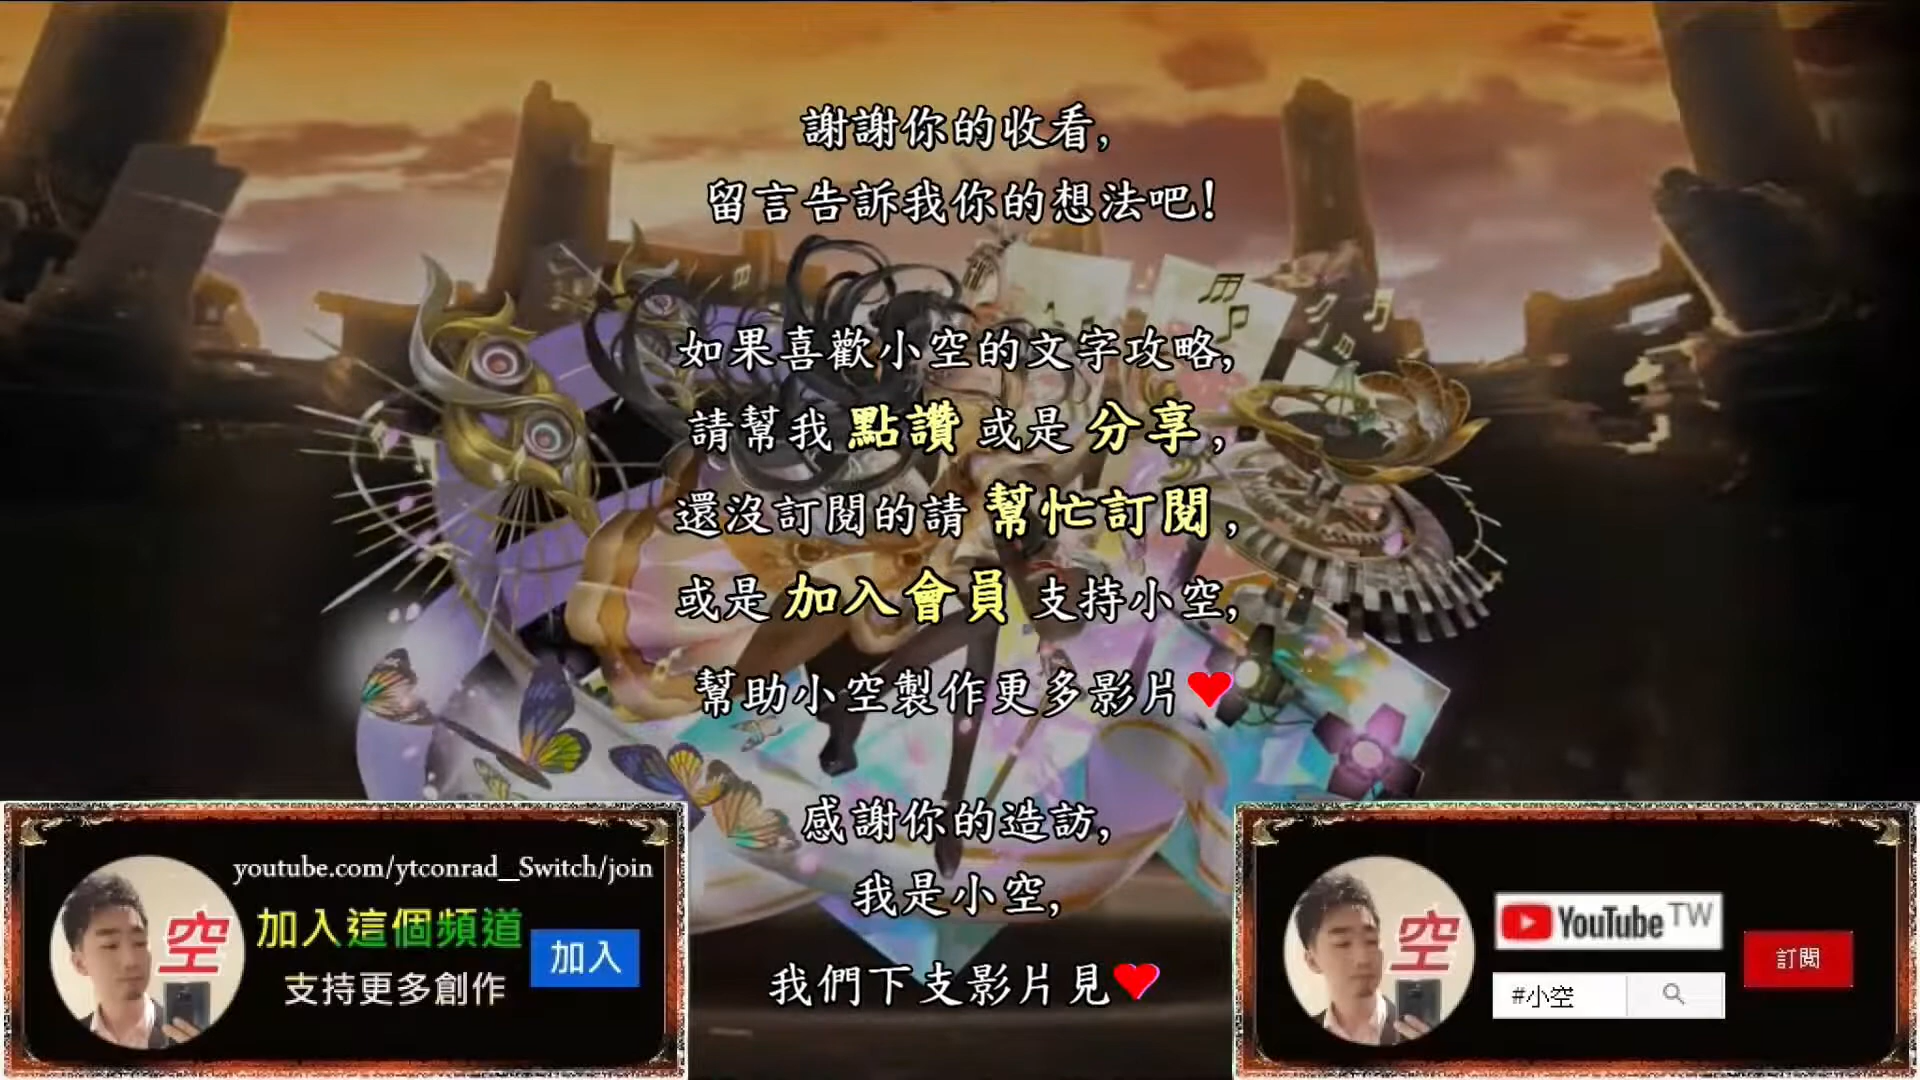 謝謝你的收看,
留言告訴我你的想法吧!
如果喜歡小空的文字攻略,
請幫我 點讚 或是 分享 ,
還沒訂閱的請 幫忙訂閱 ,
或是 加入會員 支持小空,
幫助小空製作更多影片❤
感謝你的造訪,
我是小空,
我們下支影片見❤
youtube.com/ytconrad_Switch/join
空
加入這個頻道
加入
支持更多創作
空
YouTube TW
訂閱
#小空